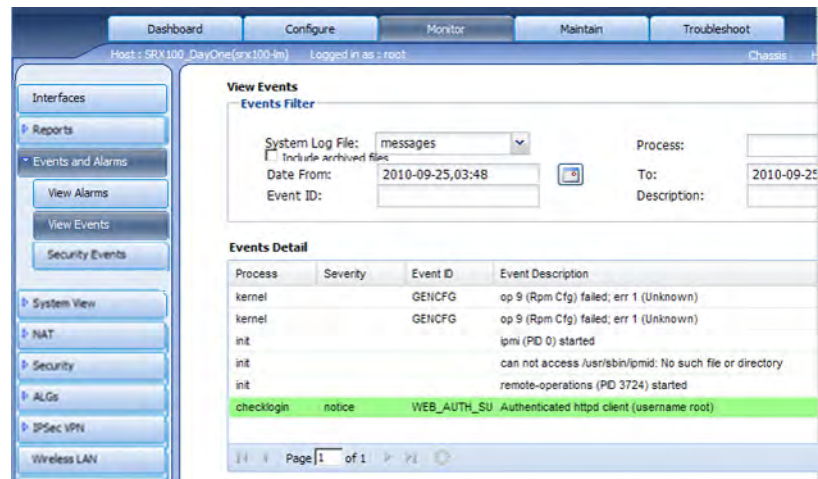 Dashboard Configure Monitor Maintain Troubleshoot
Host : SRX100_DayOne(srx100-lm) Logged in as : root Chassis
View Events
Events Filter
System Log File: messages Process:
Include archived files
Date From: 2010-09-25,03:48 To: 2010-09-25
Event ID: Description:
Interfaces
Reports
Events and Alarms
View Alarms
View Events
Security Events
System View
NAT
Security
ALGs
IPSec VPN
Wireless LAN
Events Detail
Process Severity Event ID Event Description
kernel GENCFG op 9 (Rpm Cfg) failed; err 1 (Unknown)
kernel GENCFG op 9 (Rpm Cfg) failed; err 1 (Unknown)
init ipmi (PID 0) started
init can not access /usr/sbin/ipmid: No such file or directory
init remote-operations (PID 3724) started
checklogin notice WEB_AUTH_SU Authenticated httpd client (username root)
Page 1 of 1